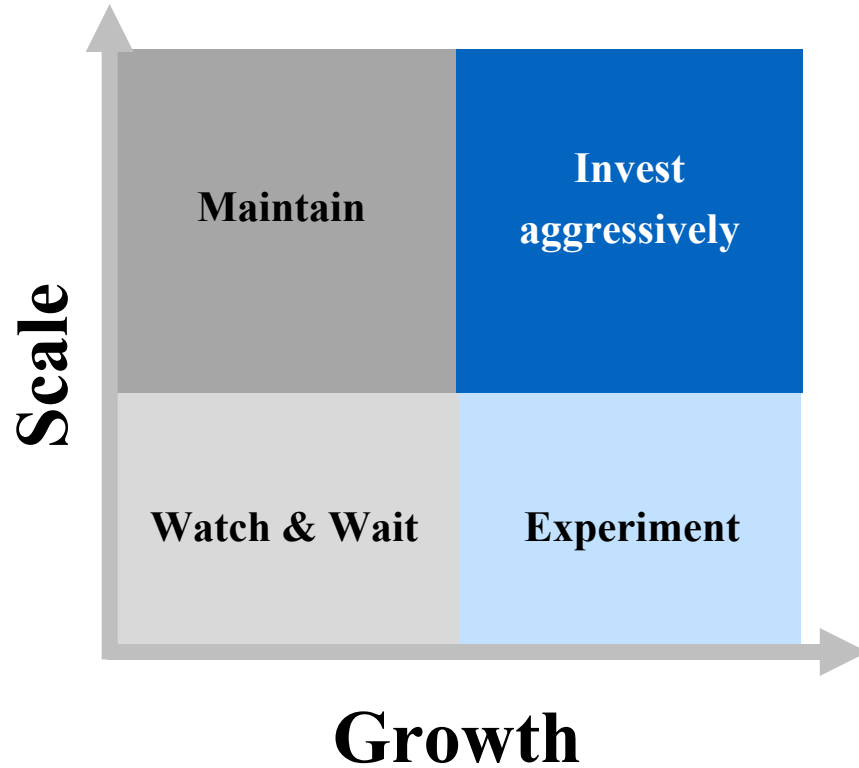 Maintain
Invest
aggressively
Scale
Watch & Wait
Experiment
Growth